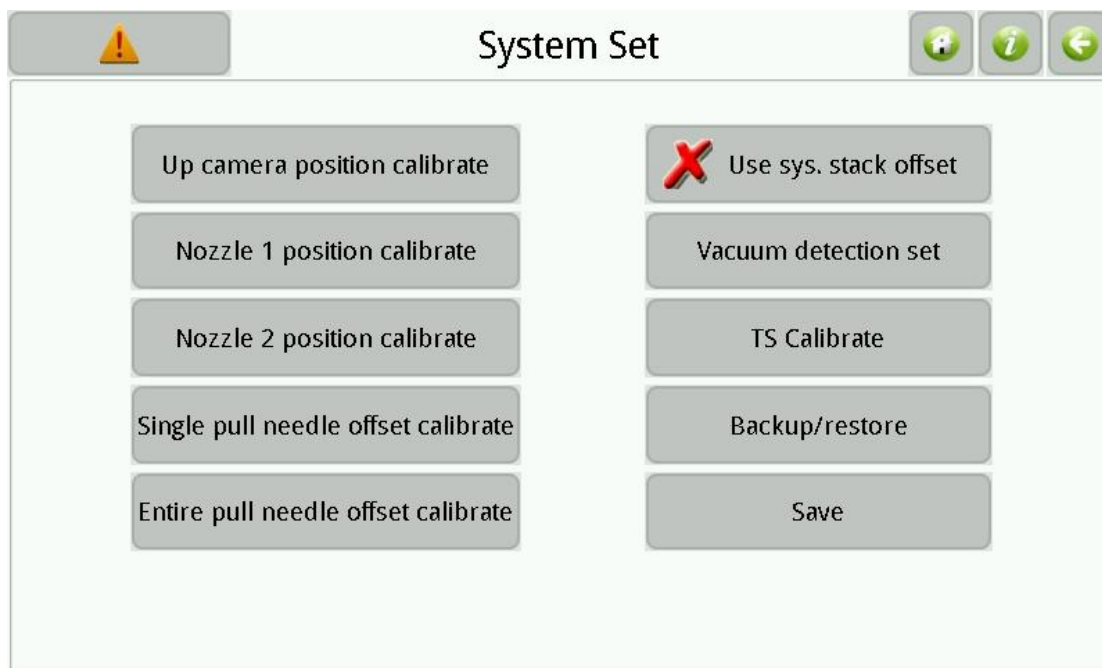 System Set
Up camera position calibrate
Nozzle 1 position calibrate
Nozzle 2 position calibrate
Single pull needle offset calibrate
Entire pull needle offset calibrate
Use sys. stack offset
Vacuum detection set
TS Calibrate
Backup/restore
Save